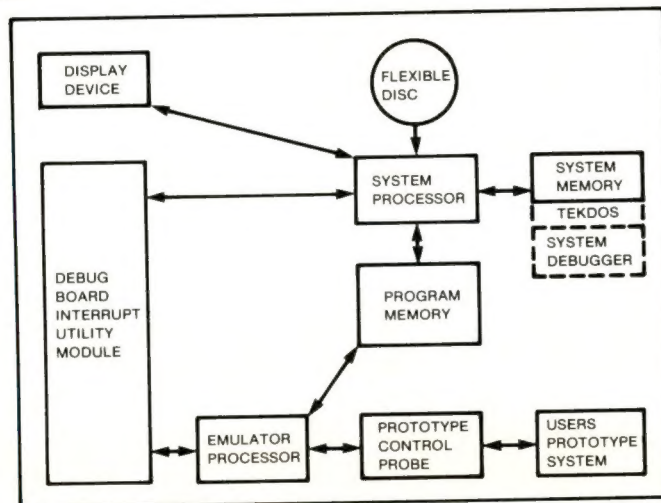 DISPLAY
DEVICE
FLEXIBLE
DISC
SYSTEM
PROCESSOR
SYSTEM
MEMORY
TEKDOS
SYSTEM
DEBUGGER
DEBUG
BOARD
INTERRUPT
UTILITY
MODULE
PROGRAM
MEMORY
EMULATOR
PROCESSOR
PROTOTYPE
CONTROL
PROBE
USERS
PROTOTYPE
SYSTEM